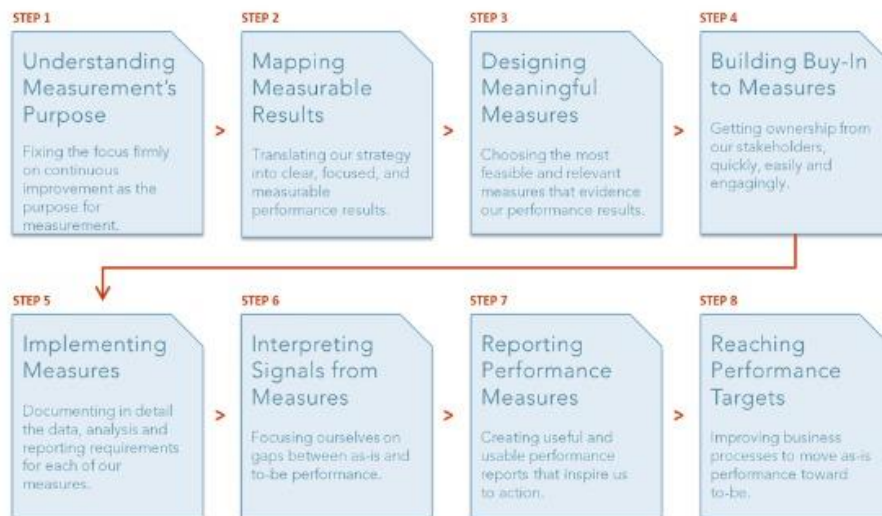 STEP 1
Understanding
Measurement's
Purpose
Fixing the focus firmly
on continuous
improvement as the
purpose for
measurement.
>
STEP 2
Mapping
Measurable
Results
Translating our strategy
into clear, focused, and
measurable
performance results.
>
STEP 3
Designing
Meaningful
Measures
Choosing the most
feasible and relevant
measures that evidence
our performance results.
>
STEP 4
Building Buy-In
to Measures
Getting ownership from
our stakeholders,
quickly, easily and
engagingly.
STEP 5
Implementing
Measures
Documenting in detail
the data, analysis and
reporting requirements
for each of our
measures.
>
STEP 6
Interpreting
Signals from
Measures
Focusing ourselves on
gaps between as-is and
to-be performance.
>
STEP 7
Reporting
Performance
Measures
Creating useful and
usable performance
reports that inspire us
to action.
>
STEP 8
Reaching
Performance
Targets
Improving business
processes to move as-is
performance toward
to-be.